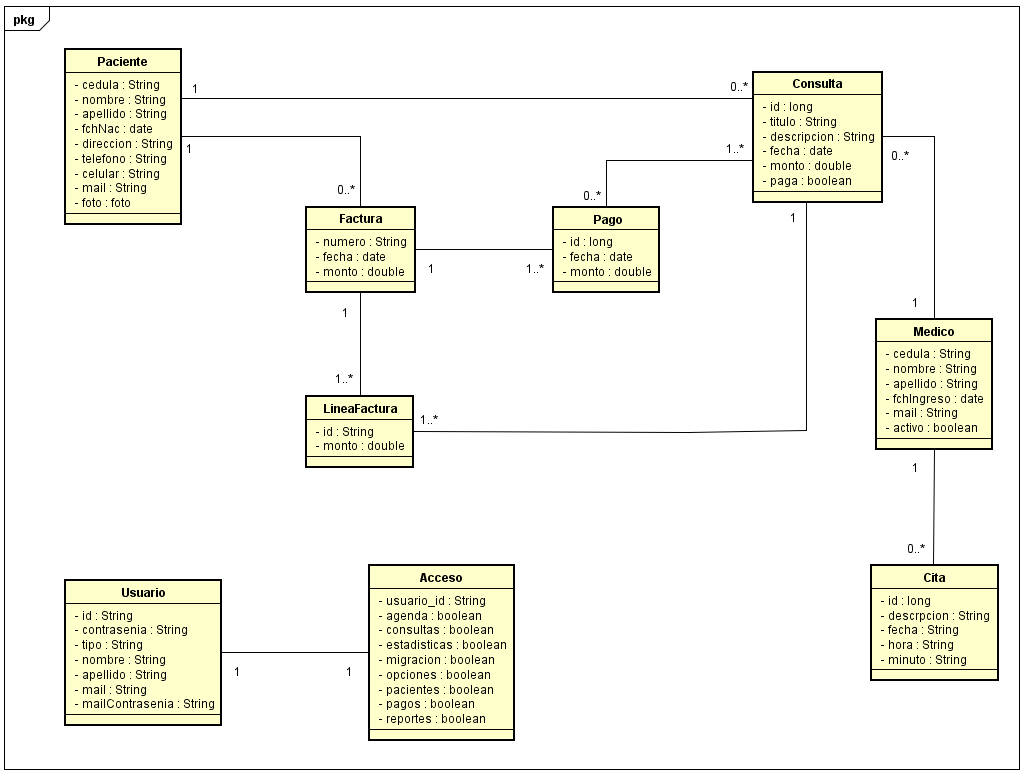 pkg
Paciente
- cedula : String
- nombre : String
- apellido : String
- fchNac : date
- direccion : String
- telefono : String
- celular : String
- mail : String
- foto : foto
1
0..*
1
0..*
Consulta
- id : long
- titulo : String
- descripcion : String
- fecha : date
- monto : double
- paga : boolean
1..*
0..*
0..*
1
1
Factura
- numero : String
- fecha : date
- monto : double
1
1..*
Pago
- id : long
- fecha : date
- monto : double
1
1..*
LineaFactura
- id : String
- monto : double
1..*
Medico
- cedula : String
- nombre : String
- apellido : String
- fchIngreso : date
- mail : String
- activo : boolean
1
0..*
Usuario
- id : String
- contrasenia : String
- tipo : String
- nombre : String
- apellido : String
- mail : String
- mailContrasenia : String
1
1
Acceso
- usuario_id : String
- agenda : boolean
- consultas : boolean
- estadisticas : boolean
- migracion : boolean
- opciones : boolean
- pacientes : boolean
- pagos : boolean
- reportes : boolean
Cita
- id : long
- descrpcion : String
- fecha : String
- hora : String
- minuto : String